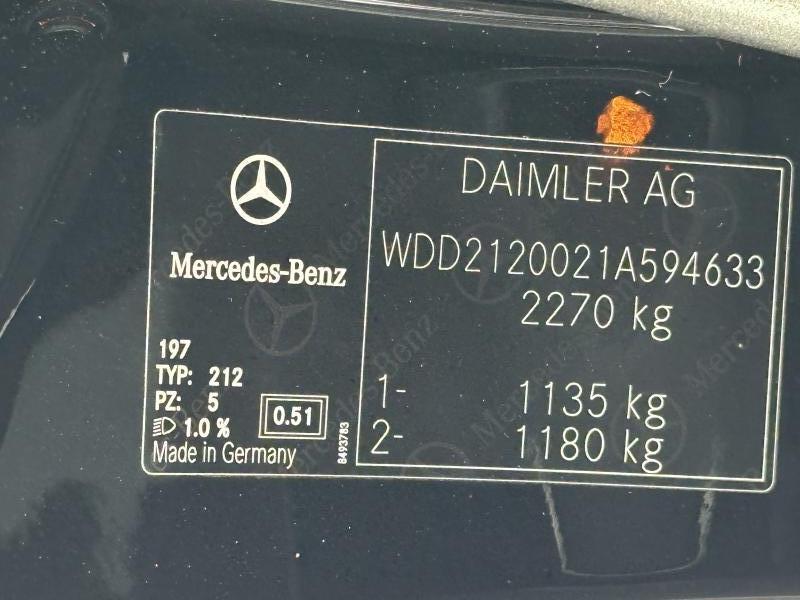 Mercedes-Benz
197
TYP: 212
PZ: 5
1.0 %
0.51
Made in Germany
8493783
DAIMLER AG
WDD2120021A594633
2270 kg
1- 1135 kg
2- 1180 kg